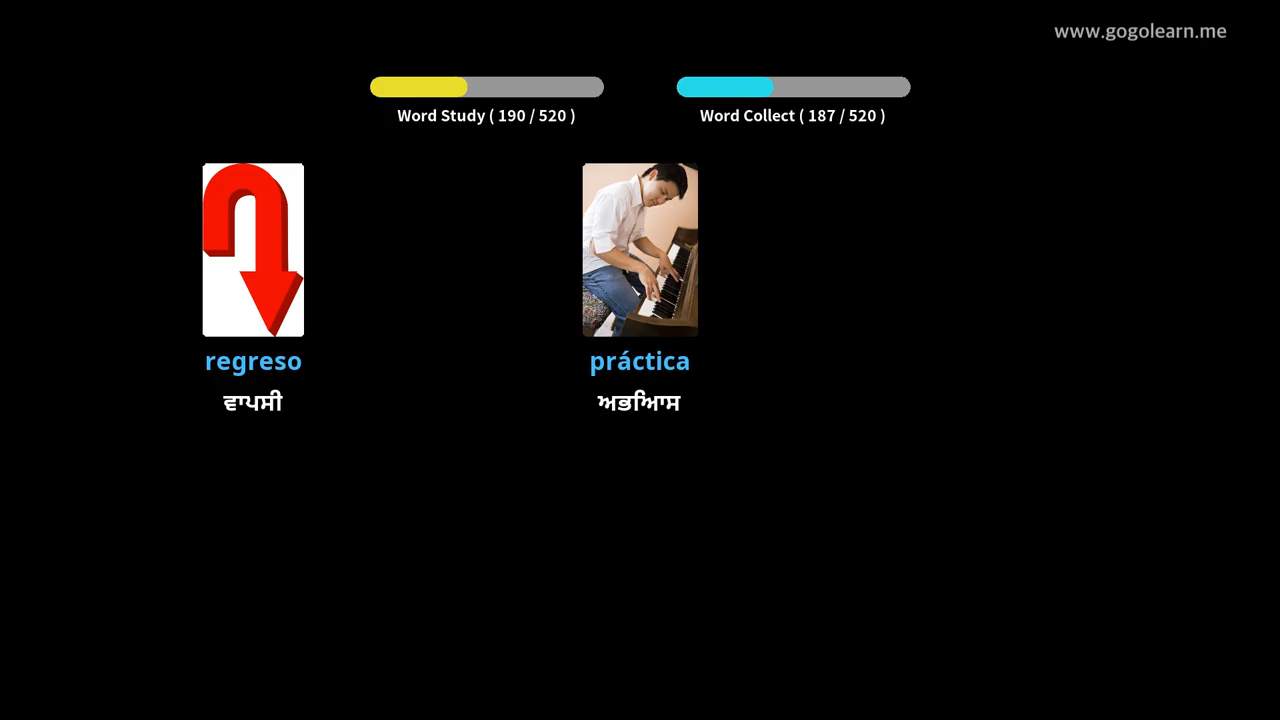 www.gogolearn.me
Word Study ( 190 / 520 )
Word Collect ( 187 / 520 )
regreso
ਵਾਪਸੀ
práctica
ਅਭਿਆਸ